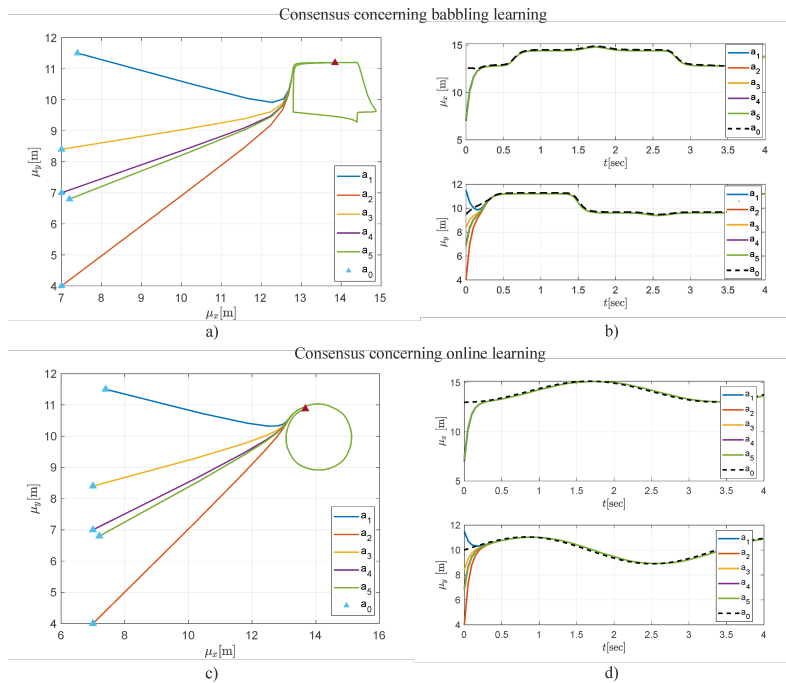 Consensus concerning babbling learning
12
11
10
9
8
7
6
5
4
μy[m]
7 8 9 10 11 12 13 14 15
μx[m]
a1
a2
a3
a4
a5
a0
a)
15
10
5
μx [m]
0 0.5 1 1.5 2 2.5 3 3.5 4
t[sec]
a1
a2
a3
a4
a5
a0
12
10
8
6
4
μy [m]
0 0.5 1 1.5 2 2.5 3 3.5 4
t[sec]
a1
a2
a3
a4
a5
a0
b)
Consensus concerning online learning
12
11
10
9
8
7
6
5
4
μy[m]
6 8 10 12 14 16
μx[m]
a1
a2
a3
a4
a5
a0
c)
15
10
5
μx [m]
0 0.5 1 1.5 2 2.5 3 3.5 4
t[sec]
a1
a2
a3
a4
a5
a0
12
10
8
6
4
μy [m]
0 0.5 1 1.5 2 2.5 3 3.5 4
t[sec]
a1
a2
a3
a4
a5
a0
d)